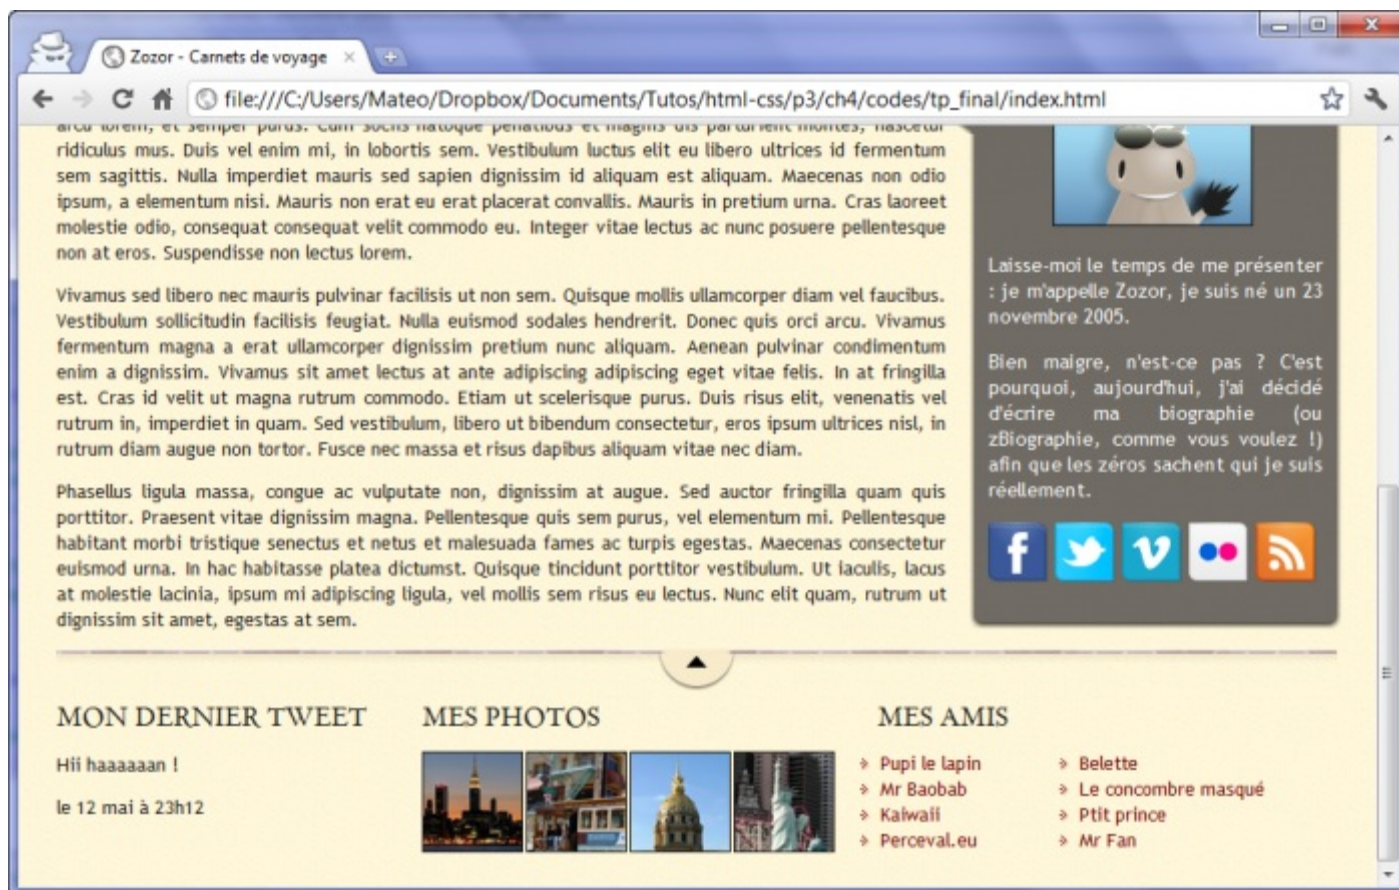 Zozor - Carnets de voyage
file:///C:/Users/Mateo/Dropbox/Documents/Tutos/html-css/p3/ch4/codes/tp_final/index.html
arcu lorem, et semper purus. Cum sociis natoque penatibus et magnis dis parturient montes, nascetur
ridiculus mus. Duis vel enim mi, in lobortis sem. Vestibulum luctus elit eu libero ultrices id fermentum
sem sagittis. Nulla imperdiet mauris sed sapien dignissim id aliquam est aliquam. Maecenas non odio
ipsum, a elementum nisi. Mauris non erat eu erat placerat convallis. Mauris in pretium urna. Cras laoreet
molestie odio, consequat consequat velit commodo eu. Integer vitae lectus ac nunc posuere pellentesque
non at eros. Suspendisse non lectus lorem.
Vivamus sed libero nec mauris pulvinar facilisis ut non sem. Quisque mollis ullamcorper diam vel faucibus.
Vestibulum sollicitudin facilisis feugiat. Nulla euismod sodales hendrerit. Donec quis orci arcu. Vivamus
fermentum magna a erat ullamcorper dignissim pretium nunc aliquam. Aenean pulvinar condimentum
enim a dignissim. Vivamus sit amet lectus at ante adipiscing adipiscing eget vitae felis. In at fringilla
est. Cras id velit ut magna rutrum commodo. Etiam ut scelerisque purus. Duis risus elit, venenatis vel
rutrum in, imperdiet in quam. Sed vestibulum, libero ut bibendum consectetur, eros ipsum ultrices nisl, in
rutrum diam augue non tortor. Fusce nec massa et risus dapibus aliquam vitae nec diam.
Phasellus ligula massa, congue ac vulputate non, dignissim at augue. Sed auctor fringilla quam quis
porttitor. Praesent vitae dignissim magna. Pellentesque quis sem purus, vel elementum mi. Pellentesque
habitant morbi tristique senectus et netus et malesuada fames ac turpis egestas. Maecenas consectetur
euismod urna. In hac habitasse platea dictumst. Quisque tincidunt porttitor vestibulum. Ut iaculis, lacus
at molestie lacinia, ipsum mi adipiscing ligula, vel mollis sem risus eu lectus. Nunc elit quam, rutrum ut
dignissim sit amet, egestas at sem.
Laisse-moi le temps de me présenter
: je m'appelle Zozor, je suis né un 23
novembre 2005.
Bien maigre, n'est-ce pas ? C'est
pourquoi, aujourd'hui, j'ai décidé
d'écrire ma biographie (ou
zBiographie, comme vous voulez !)
afin que les zéros sachent qui je suis
réellement.
MON DERNIER TWEET
Hii haaaaaan !
le 12 mai à 23h12
MES PHOTOS
MES AMIS
Pupi le lapin
Mr Baobab
Kaiwaii
Perceval.eu
Belette
Le concombre masqué
Ptit prince
Mr Fan